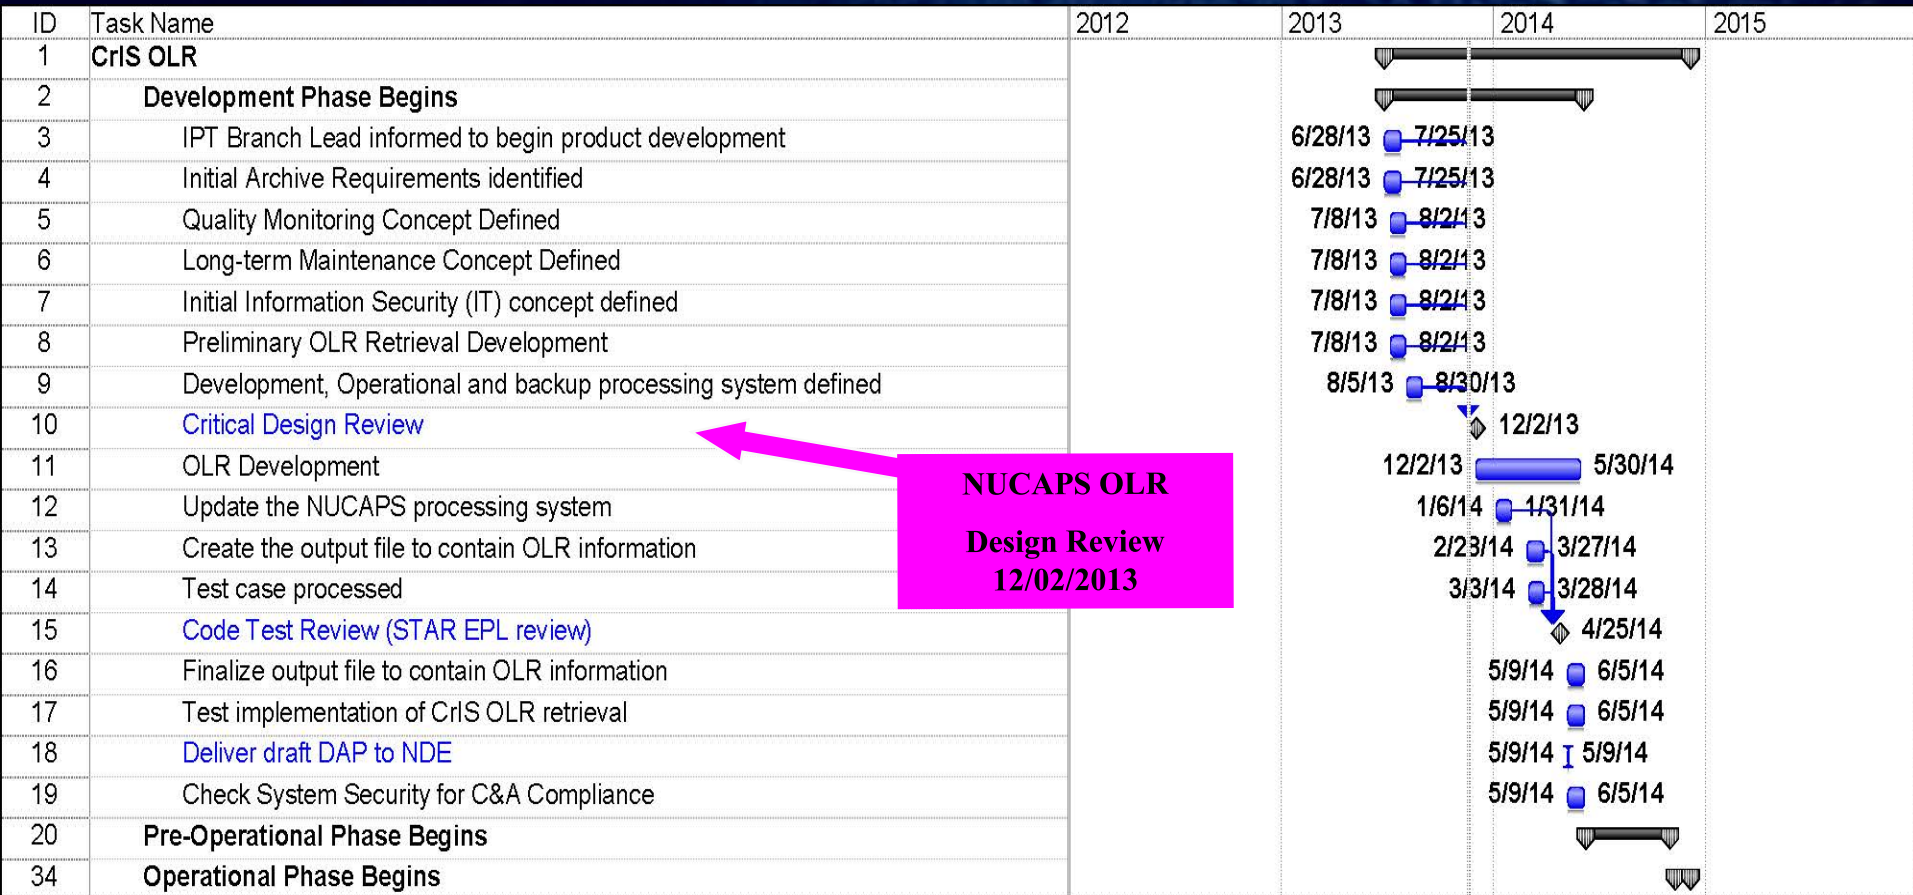 ID Task Name 2012 2013 2014 2015
1 CrIS OLR
2 Development Phase Begins
3 IPT Branch Lead informed to begin product development 6/28/13 7/25/13
4 Initial Archive Requirements identified 6/28/13 7/25/13
5 Quality Monitoring Concept Defined 7/8/13 8/2/13
6 Long-term Maintenance Concept Defined 7/8/13 8/2/13
7 Initial Information Security (IT) concept defined 7/8/13 8/2/13
8 Preliminary OLR Retrieval Development 7/8/13 8/2/13
9 Development, Operational and backup processing system defined 8/5/13 8/30/13
10 Critical Design Review 12/2/13
11 OLR Development 12/2/13 5/30/14
12 Update the NUCAPS processing system 1/6/14 1/31/14
13 Create the output file to contain OLR information 2/28/14 3/27/14
14 Test case processed 3/3/14 3/28/14
15 Code Test Review (STAR EPL review) 4/25/14
16 Finalize output file to contain OLR information 5/9/14 6/5/14
17 Test implementation of CrIS OLR retrieval 5/9/14 6/5/14
18 Deliver draft DAP to NDE 5/9/14 5/9/14
19 Check System Security for C&A Compliance 5/9/14 6/5/14
20 Pre-Operational Phase Begins
34 Operational Phase Begins
NUCAPS OLR
Design Review
12/02/2013